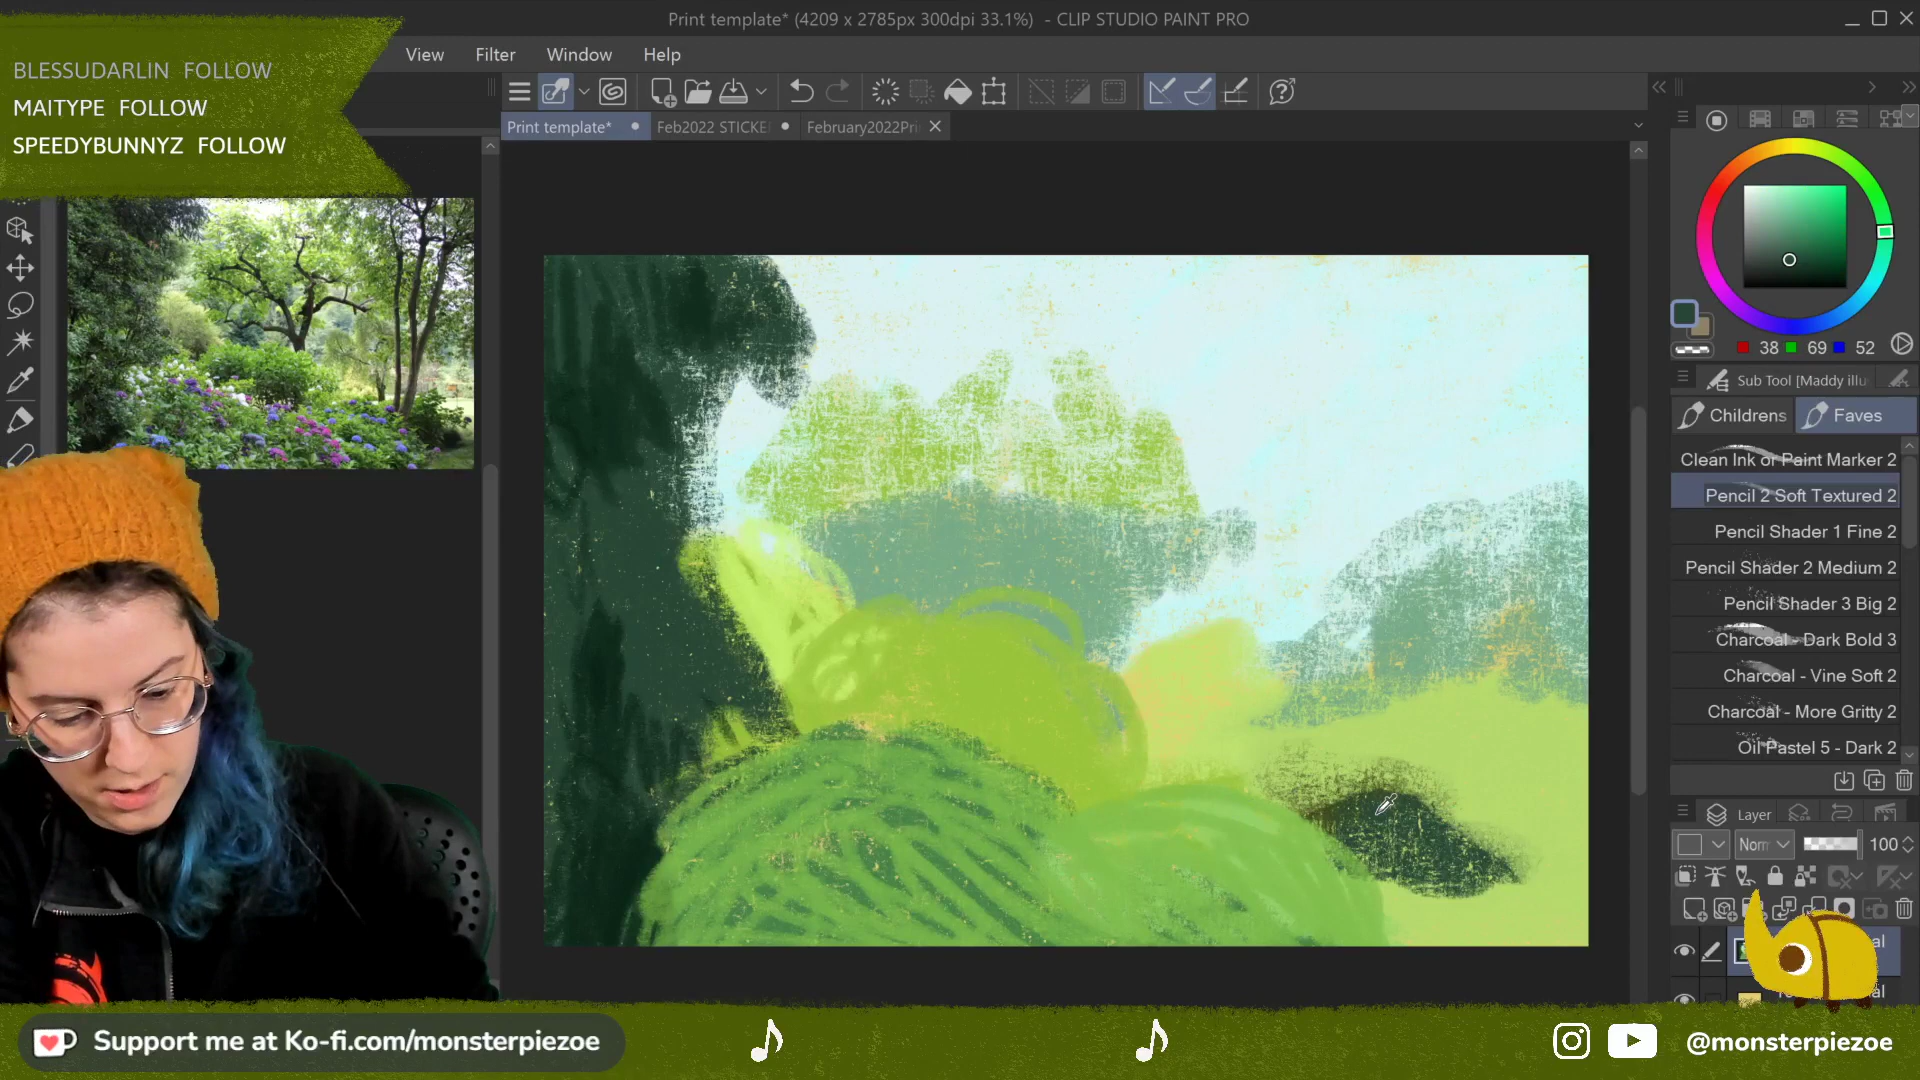 Print template* (4209 x 2785px 300dpi 33.1%) - CLIP STUDIO PAINT PRO
View Filter Window Help
BLESSUDARLIN FOLLOW
MAITYPE FOLLOW
SPEEDYBUNNYZ FOLLOW
Print template* Feb2022 STICKE February2022Pri
38 69 52
Sub Tool [Maddy illu
Childrens Faves
Clean Ink or Paint Marker 2
Pencil 2 Soft Textured 2
Pencil Shader 1 Fine 2
Pencil Shader 2 Medium 2
Pencil Shader 3 Big 2
Charcoal - Dark Bold 3
Charcoal - Vine Soft 2
Charcoal - More Gritty 2
Oil Pastel 5 - Dark 2
Layer
Norm 100
al
al
Support me at Ko-fi.com/monsterpiezoe
@monsterpiezoe